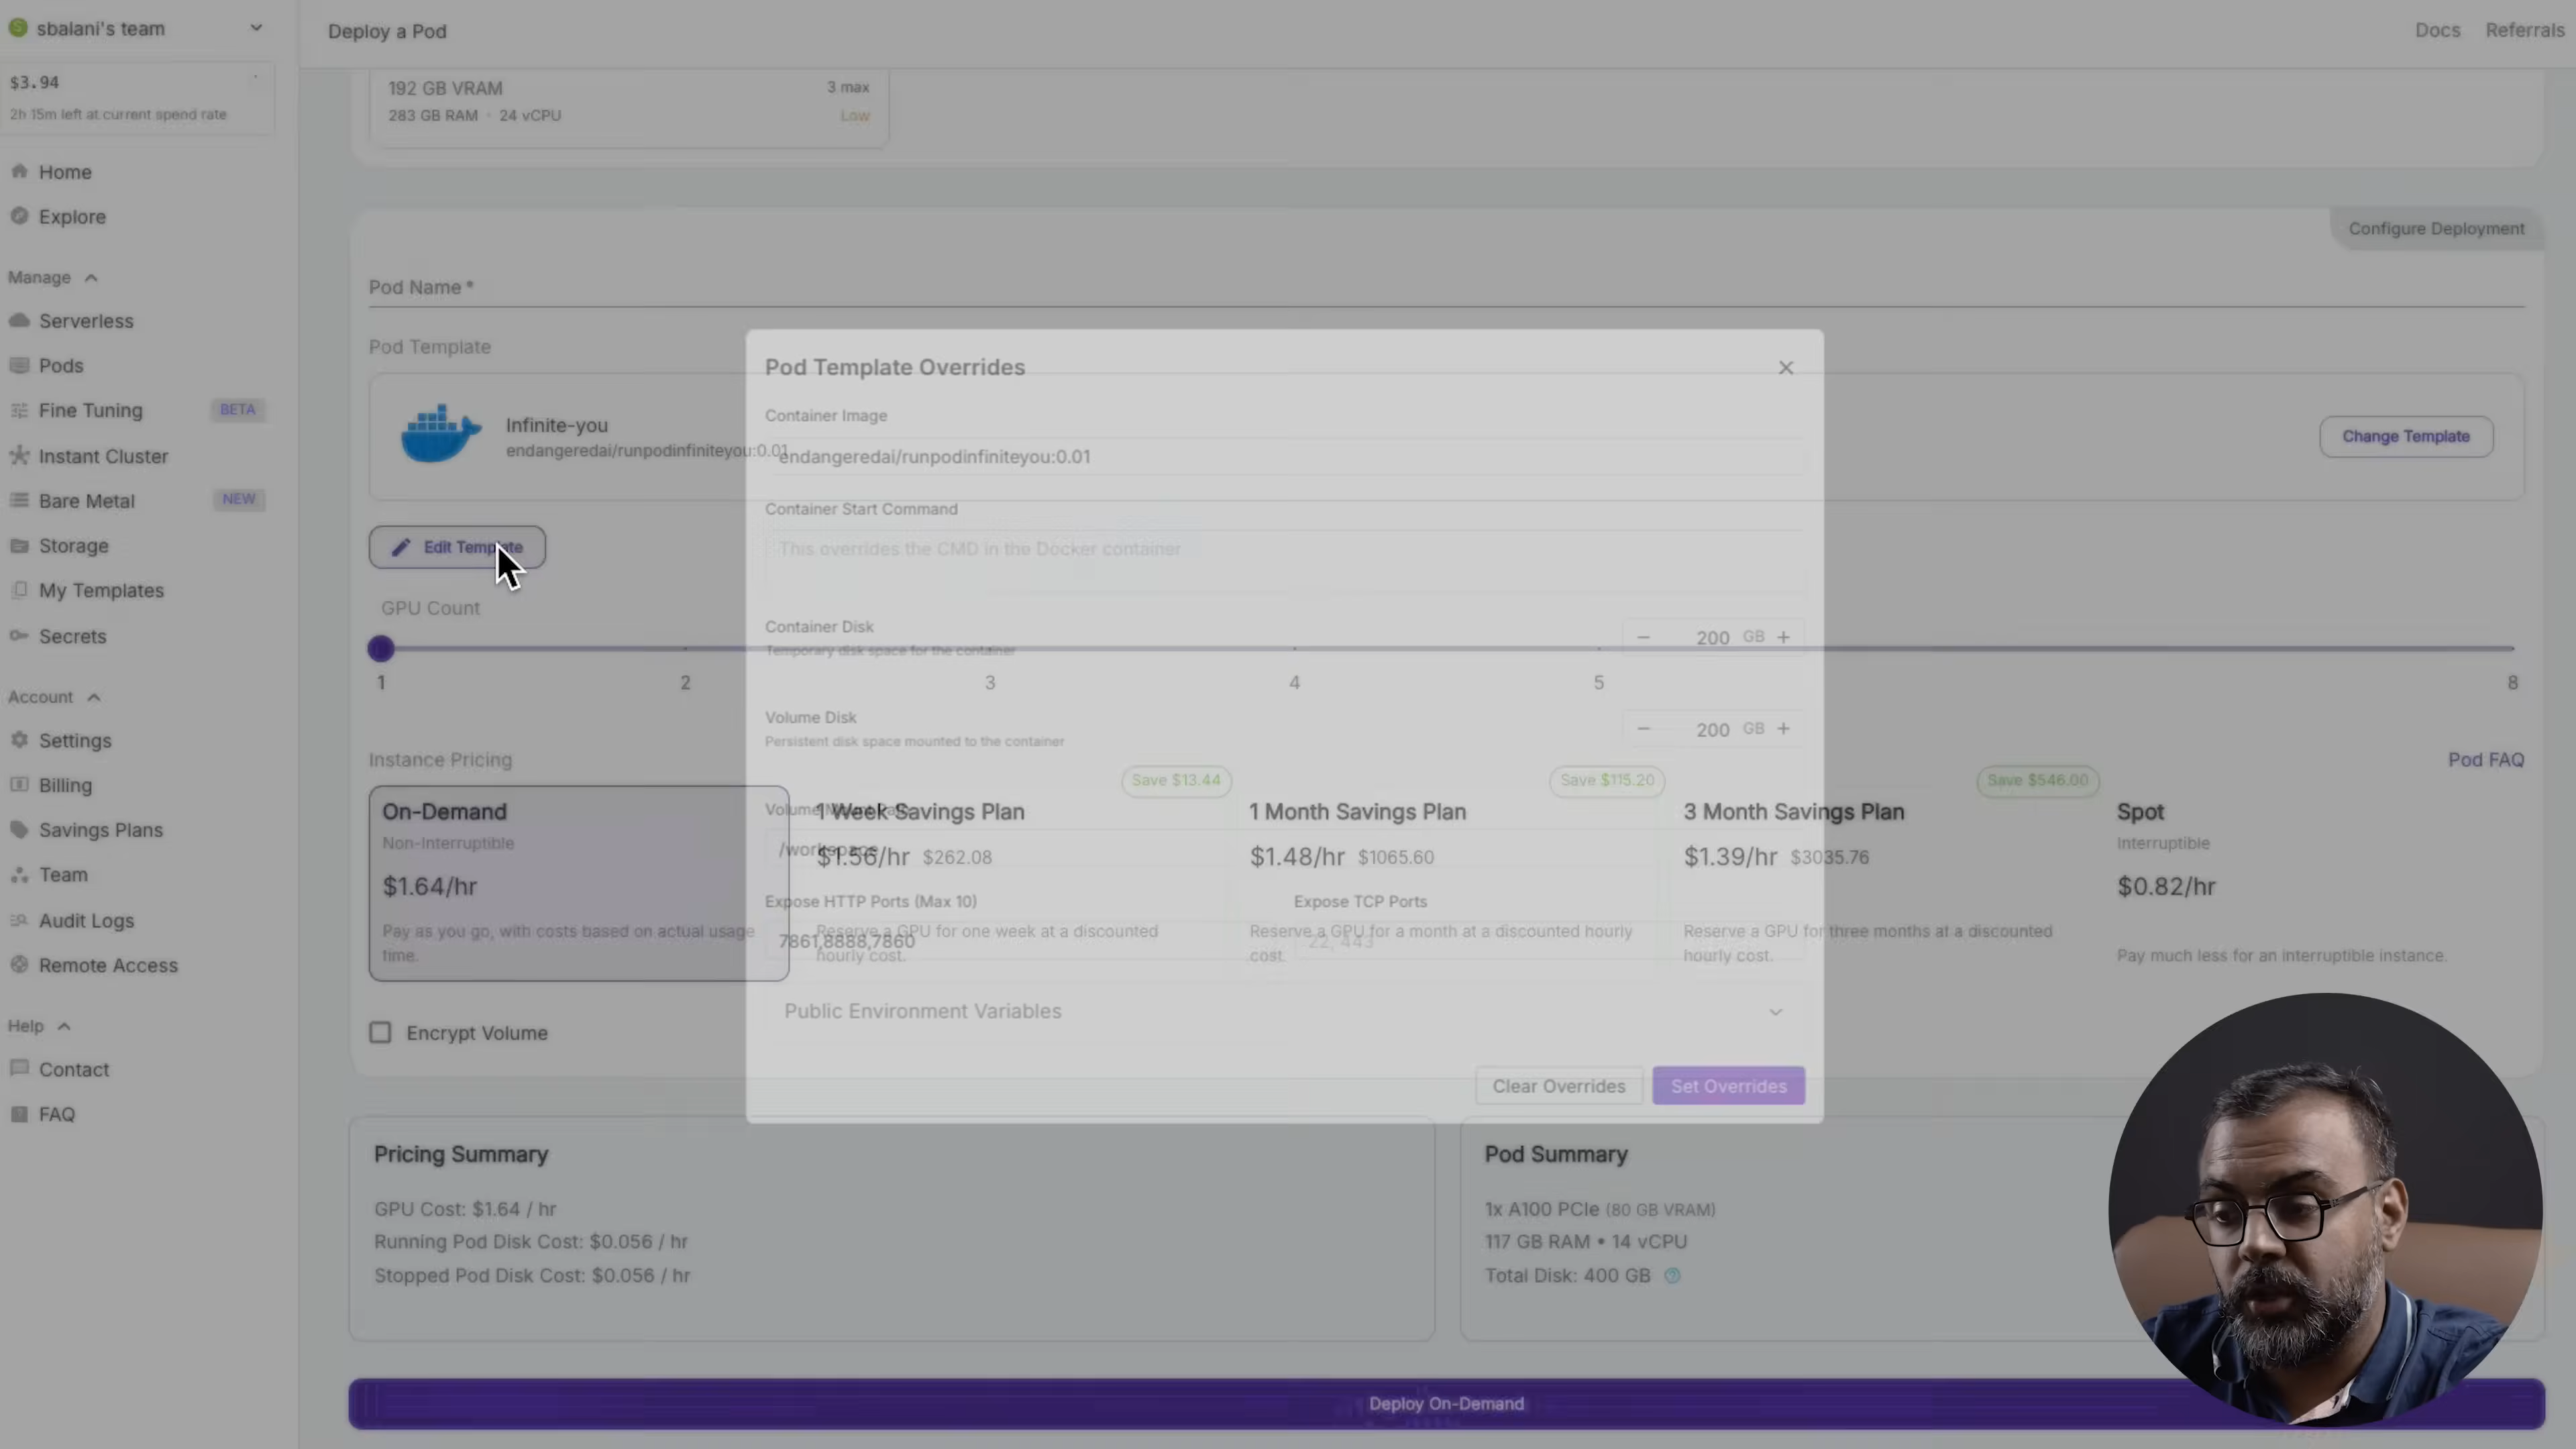 sbalani's team
$3.94
2h 15m left at current spend rate
Home
Explore
Manage
Serverless
Pods
Fine Tuning BETA
Instant Cluster
Bare Metal NEW
Storage
My Templates
Secrets
Account
Settings
Billing
Savings Plans
Team
Audit Logs
Remote Access
Help
Contact
FAQ
Deploy a Pod
Docs Referrals
192 GB VRAM 3 max
283 GB RAM · 24 vCPU Low
Configure Deployment
Pod Name *
Pod Template
Infinite-you
endangeredai/runpodinfiniteyou:0.01
Change Template
Edit Template
GPU Count
1 2 3 4 5 8
Instance Pricing
Pod FAQ
On-Demand
Non-Interruptible
$1.64/hr
Pay as you go, with costs based on actual usage
time.
Save $13.44
1 Week Savings Plan
$1.56/hr $262.08
Reserve a GPU for one week at a discounted
hourly cost.
Save $115.20
1 Month Savings Plan
$1.48/hr $1065.60
Reserve a GPU for a month at a discounted hourly
cost.
Save $546.00
3 Month Savings Plan
$1.39/hr $3035.76
Reserve a GPU for three months at a discounted
hourly cost.
Spot
Interruptible
$0.82/hr
Pay much less for an interruptible instance.
Encrypt Volume
Pod Template Overrides
Container Image
endangeredai/runpodinfiniteyou:0.01
Container Start Command
This overrides the CMD in the Docker container
Container Disk
Temporary disk space for the container
200 GB
Volume Disk
Persistent disk space mounted to the container
200 GB
Volume
/workspace
Expose HTTP Ports (Max 10)
7861,8888,7860
Expose TCP Ports
22, 443
Public Environment Variables
Clear Overrides
Set Overrides
Pricing Summary
GPU Cost: $1.64 / hr
Running Pod Disk Cost: $0.056 / hr
Stopped Pod Disk Cost: $0.056 / hr
Pod Summary
1x A100 PCIe (80 GB VRAM)
117 GB RAM • 14 vCPU
Total Disk: 400 GB
Deploy On-Demand